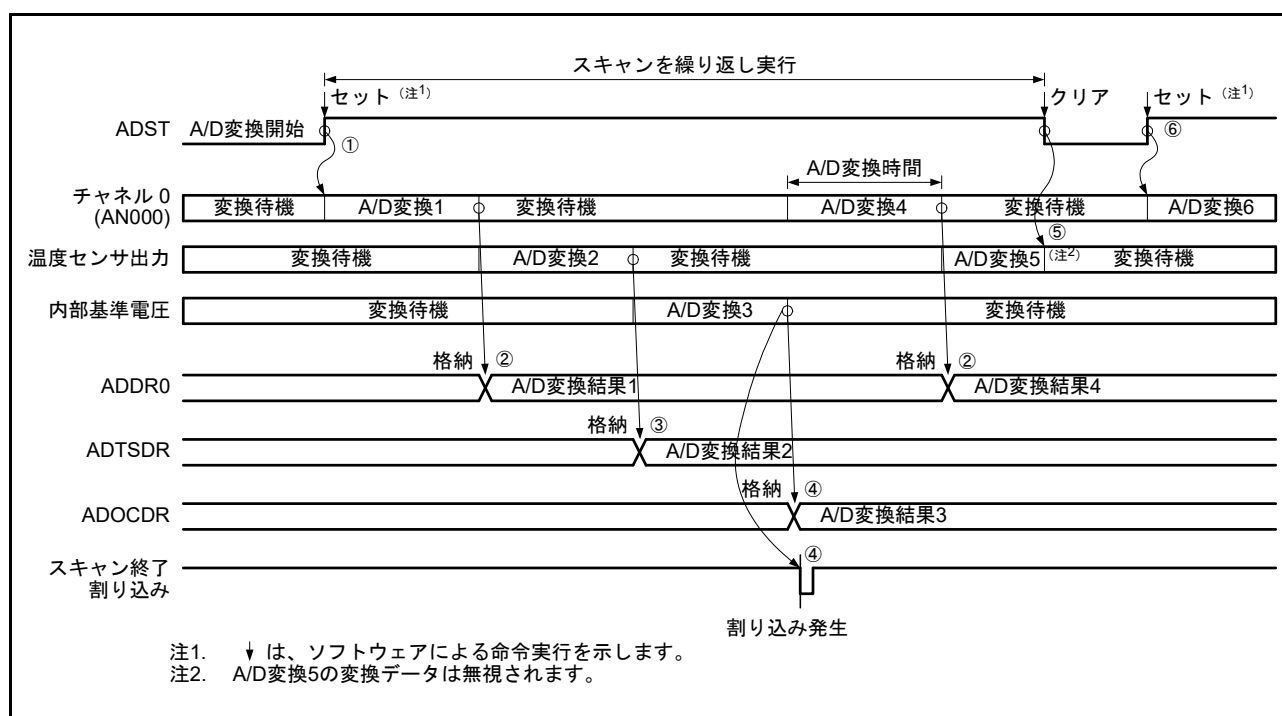 スキャンを繰り返し実行
セット（注1） クリア セット（注1）
ADST A/D変換開始 ① ⑥
A/D変換時間
チャネル 0
(AN000) 変換待機 A/D変換1 変換待機 A/D変換4 変換待機 A/D変換6
⑤
温度センサ出力 変換待機 A/D変換2 変換待機 A/D変換5（注2） 変換待機
内部基準電圧 変換待機 A/D変換3 変換待機
格納 ② 格納 ②
ADDR0 A/D変換結果1 A/D変換結果4
格納 ③
ADTSDR A/D変換結果2
格納 ④
ADOCDR A/D変換結果3
④
スキャン終了
割り込み
割り込み発生
注1. は、ソフトウェアによる命令実行を示します。
注2. A/D変換5の変換データは無視されます。